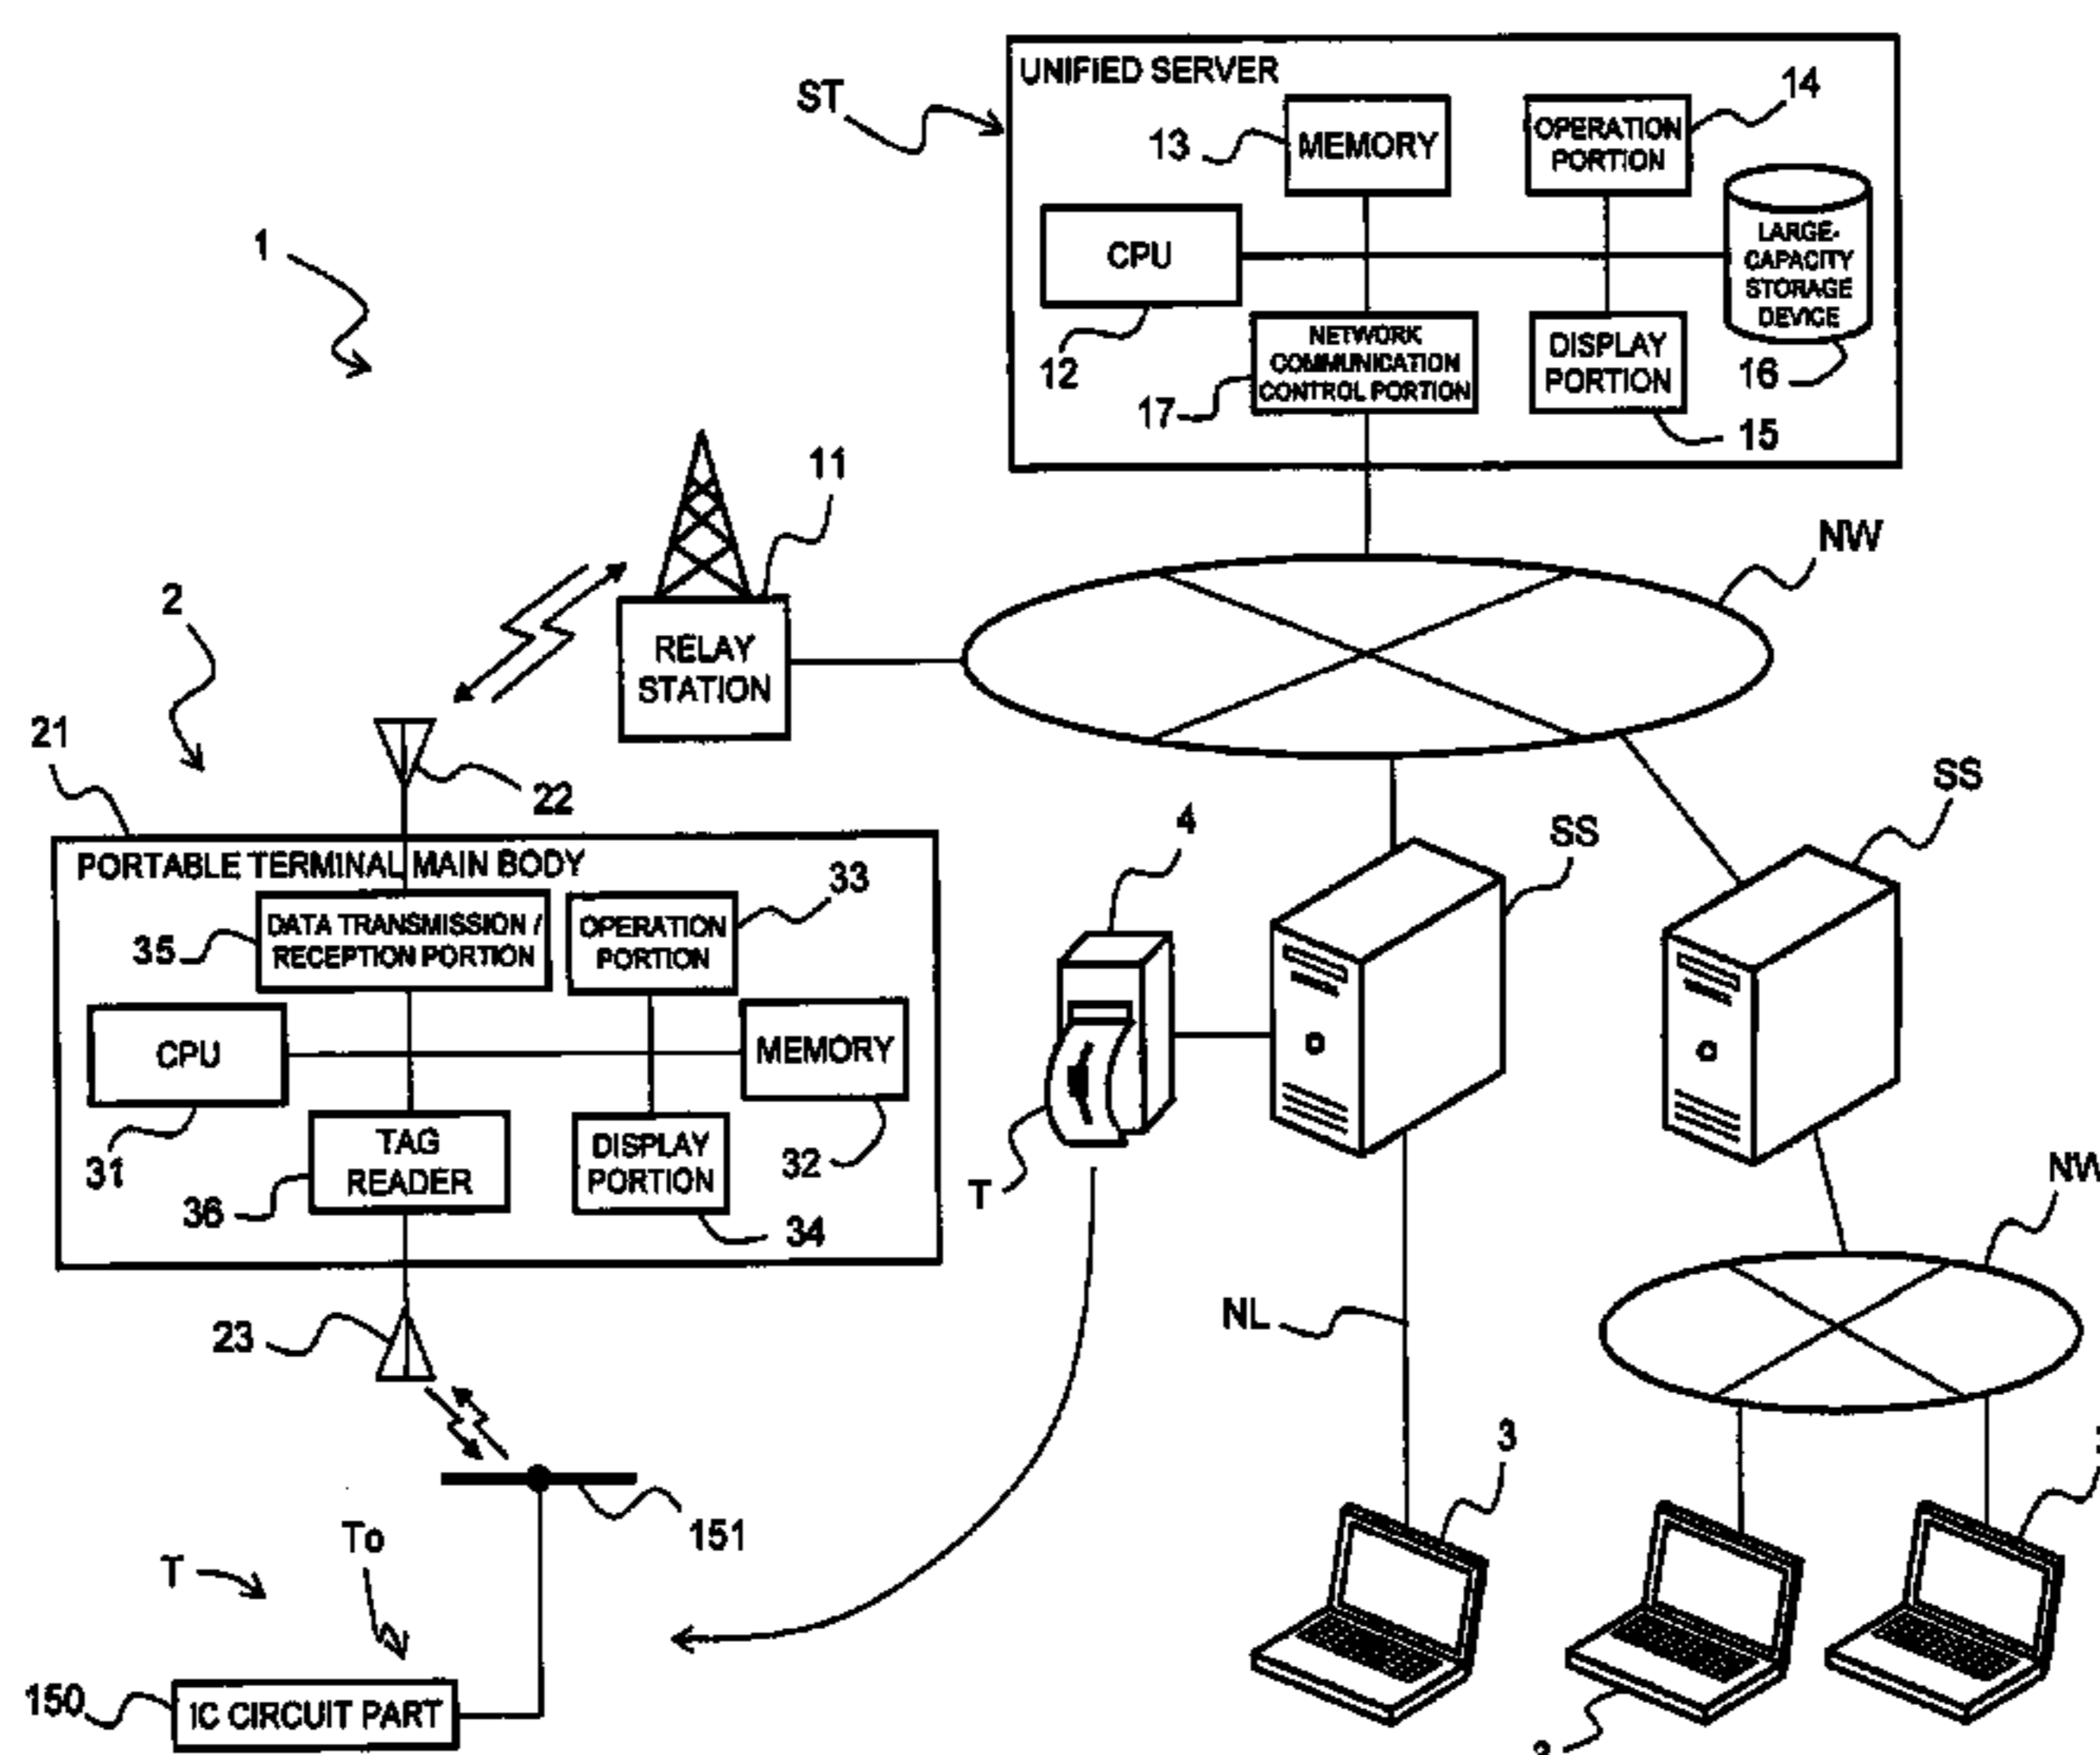 UNIFIED SERVER
ST
13
MEMORY
OPERATION
PORTION
14
CPU
12
LARGE-
CAPACITY
STORAGE
DEVICE
16
NETWORK
COMMUNICATION
CONTROL PORTION
17
DISPLAY
PORTION
15
1
11
RELAY
STATION
NW
2
21
22
PORTABLE TERMINAL MAIN BODY
35
DATA TRANSMISSION /
RECEPTION PORTION
OPERATION
PORTION
33
CPU
31
MEMORY
32
TAG
READER
36
DISPLAY
PORTION
34
23
4
SS
SS
T
NL
NW
3
3
151
T
To
150
IC CIRCUIT PART